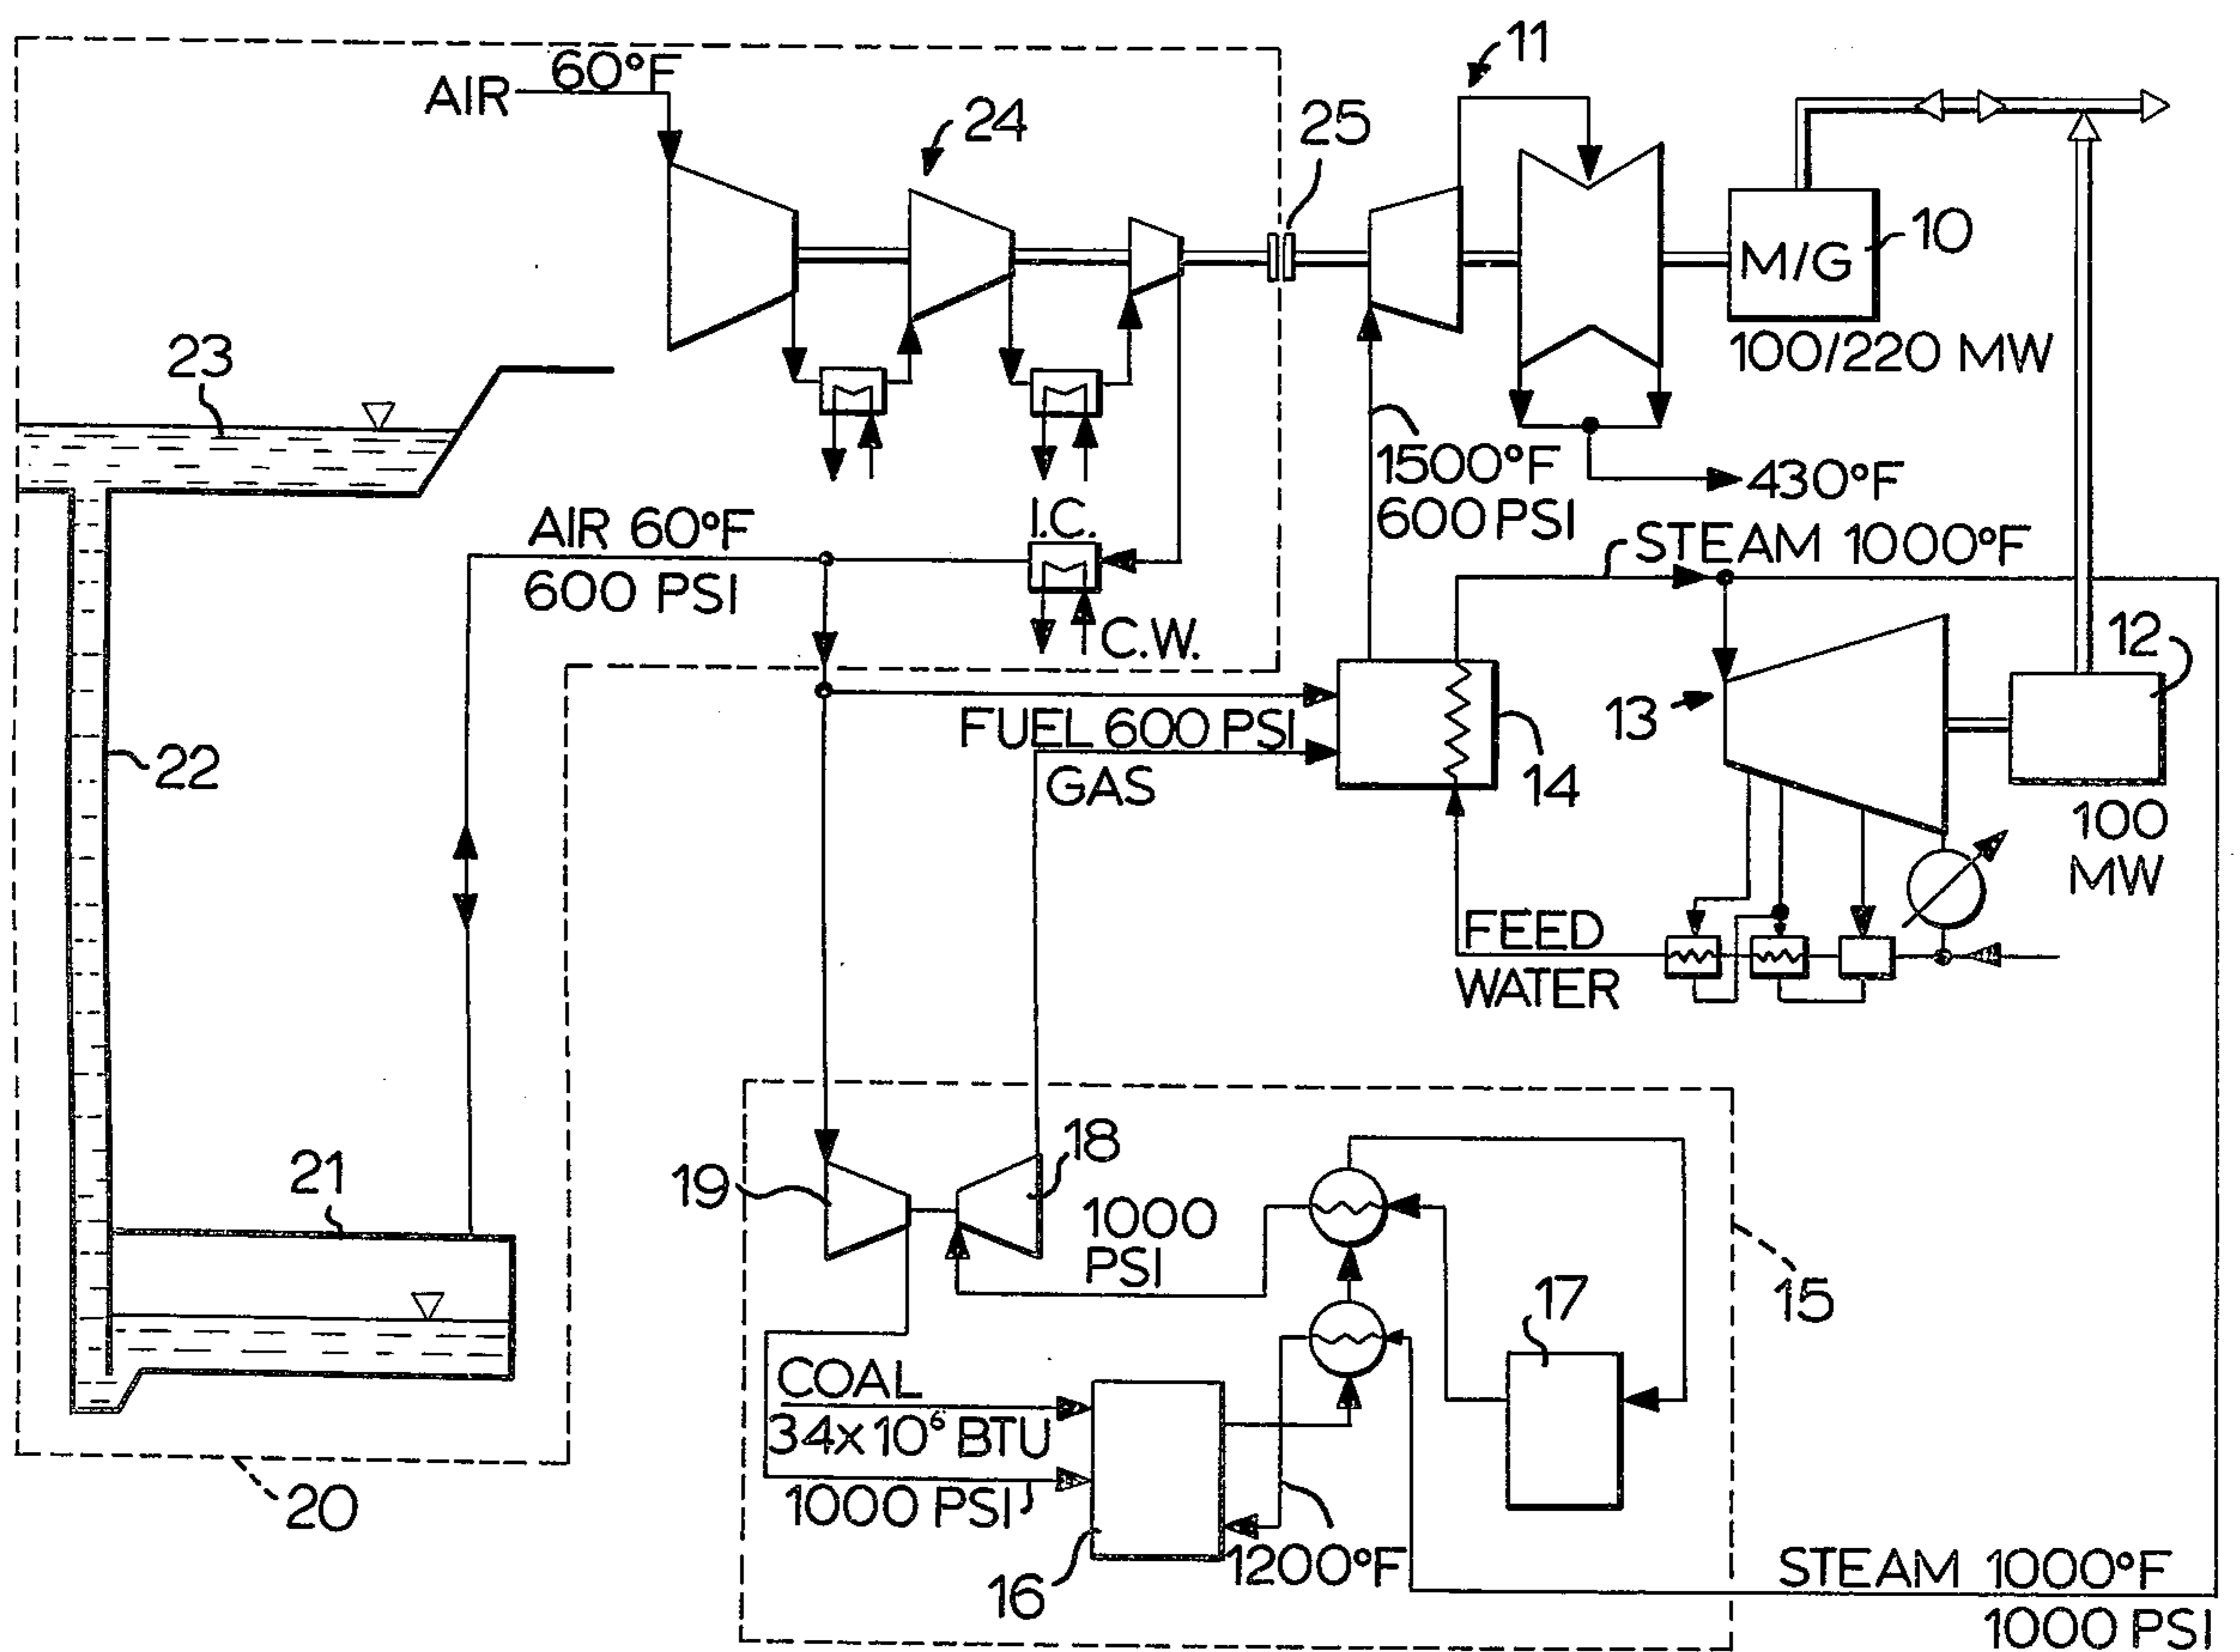 11
60°F
AIR
24
25
10
M/G
100/220 MW
23
1500°F
600 PSI
430°F
I.C.
AIR 60°F
600 PSI
STEAM 1000°F
C.W.
12
13
FUEL 600 PSI
GAS
14
22
100
MW
FEED
WATER
18
19
21
1000
PSI
17
15
COAL
34x10⁶ BTU
1000 PSI
20
16
1200°F
STEAM 1000°F
1000 PSI